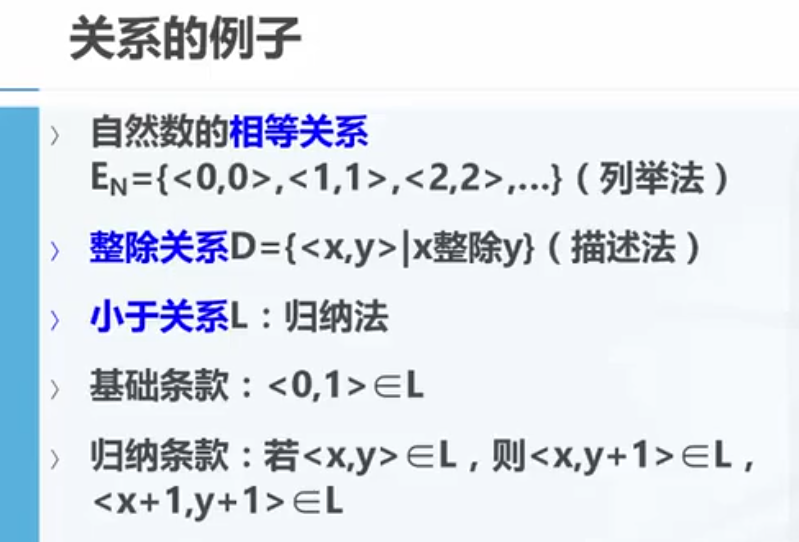 关系的例子
自然数的相等关系
E_N={<0,0>,<1,1>,<2,2>,…}（列举法）
整除关系D={<x,y>|x整除y}（描述法）
小于关系L：归纳法
基础条款：<0,1>∈L
归纳条款：若<x,y>∈L，则<x,y+1>∈L，
<x+1,y+1>∈L